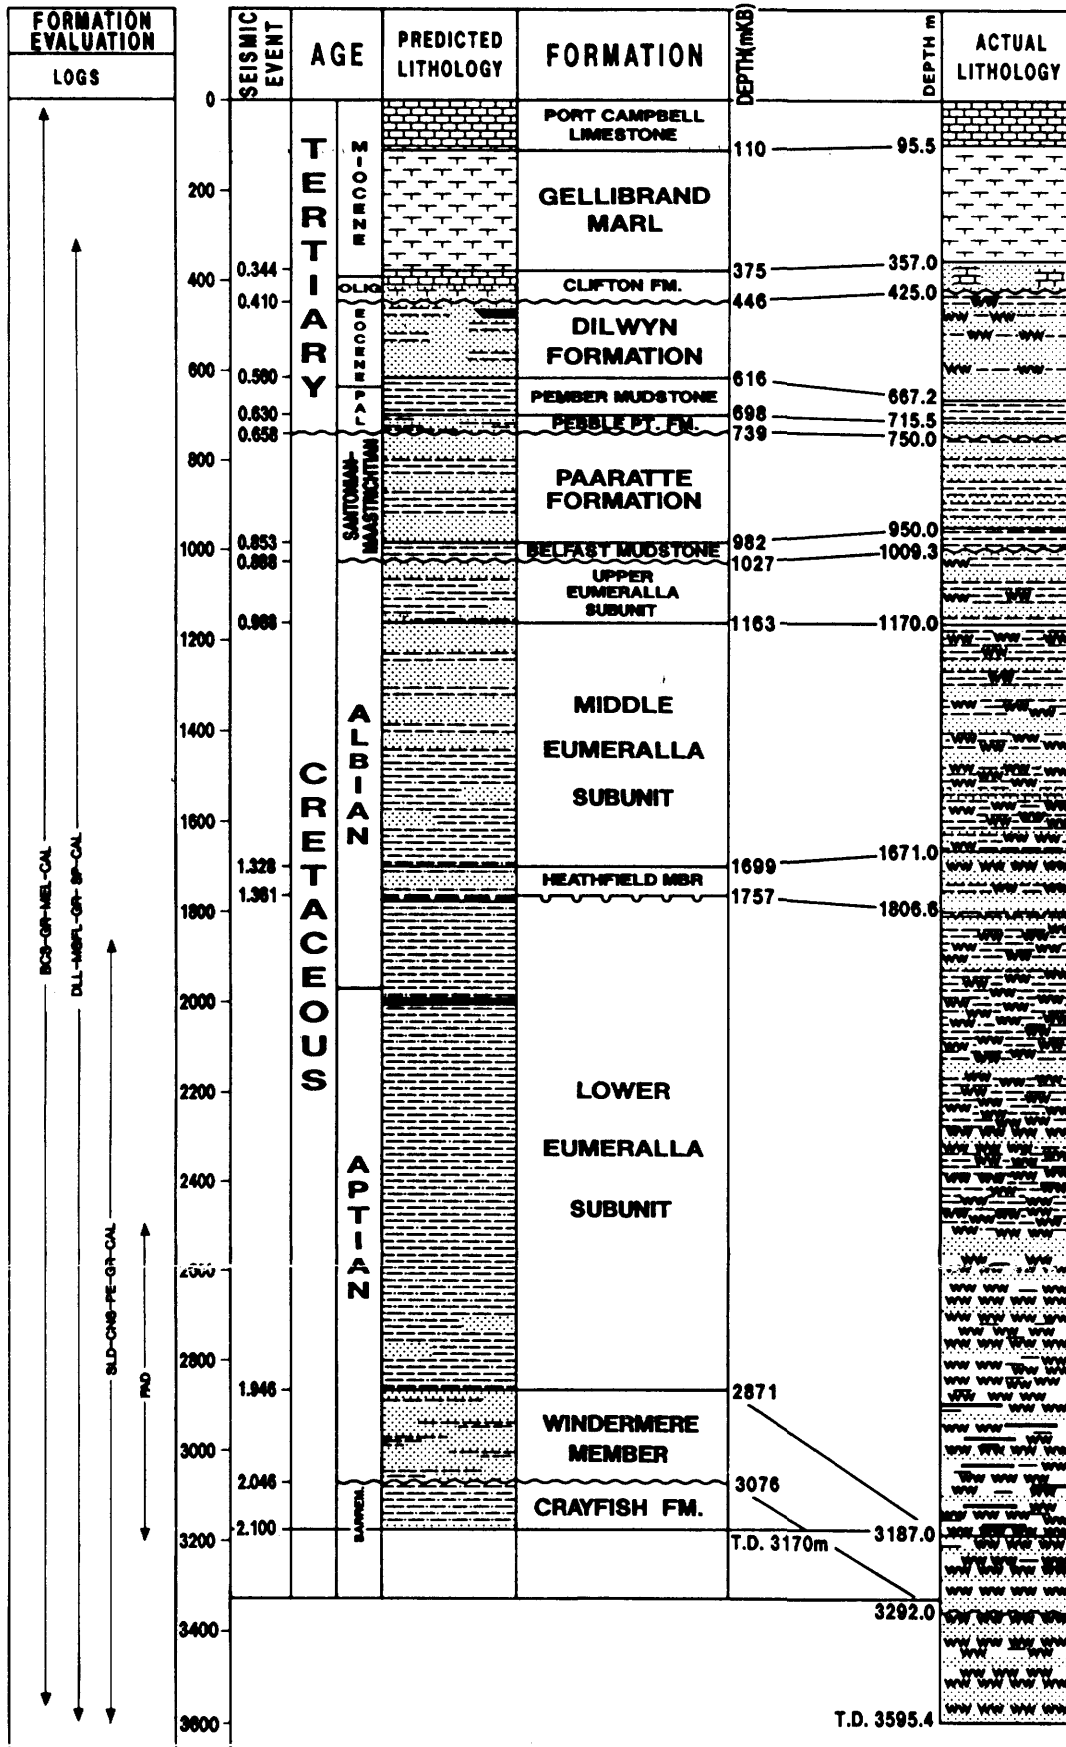 FORMATION
EVALUATION
LOGS
SEISMIC
EVENT
AGE
PREDICTED
LITHOLOGY
FORMATION
DEPTH(mKB)
DEPTH m
ACTUAL
LITHOLOGY
0
200
400
600
800
1000
1200
1400
1600
1800
2000
2200
2400
2600
2800
3000
3200
3400
3600
BCS-GR-MEL-CAL
DLL-MSFL-GR-SP-CAL
SLD-CNS-PE-GR-CAL
0.344
0.410
0.560
0.630
0.658
0.853
0.888
0.968
1.328
1.361
1.946
2.046
2.100
TERTIARY
CRETACEOUS
MIOCENE
OLIG
EOCENE
PAL
SANTONIAN-
MAASTRICHTIAN
ALBIAN
APTIAN
BARREM.
PORT CAMPBELL
LIMESTONE
GELLIBRAND
MARL
CLIFTON FM.
DILWYN
FORMATION
PEMBER MUDSTONE
PEBBLE PT. FM.
PAARATTE
FORMATION
BELFAST MUDSTONE
UPPER
EUMERALLA
SUBUNIT
MIDDLE
EUMERALLA
SUBUNIT
HEATHFIELD MBR
LOWER
EUMERALLA
SUBUNIT
WINDERMERE
MEMBER
CRAYFISH FM.
110
375
446
616
698
739
982
1027
1163
1699
1757
2871
3076
T.D. 3170m
95.5
357.0
425.0
667.2
715.5
750.0
950.0
1009.3
1170.0
1671.0
1806.6
3187.0
3292.0
T.D. 3595.4